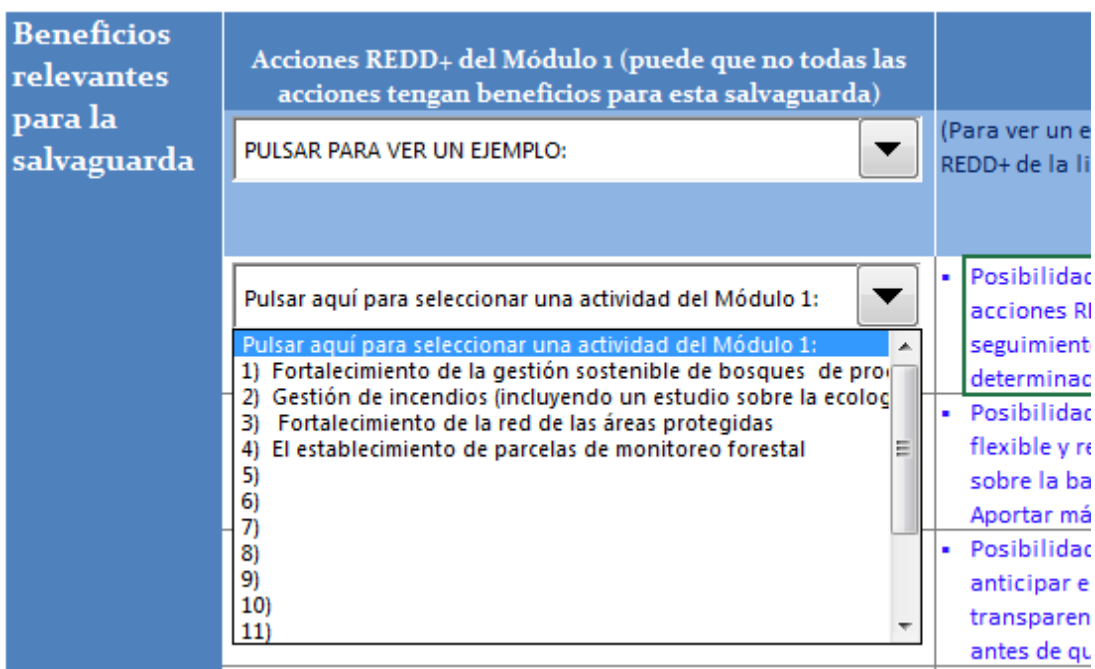 Beneficios
relevantes
para la
salvaguarda
Acciones REDD+ del Módulo 1 (puede que no todas las
acciones tengan beneficios para esta salvaguarda)
PULSAR PARA VER UN EJEMPLO:
(Para ver un e
REDD+ de la li
Pulsar aquí para seleccionar una actividad del Módulo 1:
Pulsar aquí para seleccionar una actividad del Módulo 1:
1) Fortalecimiento de la gestión sostenible de bosques de pro
2) Gestión de incendios (incluyendo un estudio sobre la ecolog
3) Fortalecimiento de la red de las áreas protegidas
4) El establecimiento de parcelas de monitoreo forestal
5)
6)
7)
8)
9)
10)
11)
▪ Posibilidad
acciones R
seguimient
determinad
▪ Posibilidad
flexible y re
sobre la ba
Aportar má
▪ Posibilidad
anticipar e
transparen
antes de qu